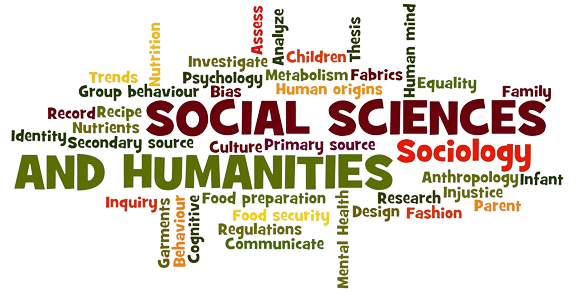 Assess
Analyze
Thesis
Human mind
Nutrition
Children
Investigate
Trends
Psychology
Metabolism
Fabrics
Equality
Group behaviour
Bias
Human origins
Family
Record
Recipe
SOCIAL SCIENCES
Nutrients
Identity
Secondary source
Culture
Primary source
Sociology
AND HUMANITIES
Anthropology
Infant
Inquiry
Garments
Behaviour
Cognitive
Food preparation
Mental Health
Research
Injustice
Food security
Design
Fashion
Parent
Regulations
Communicate